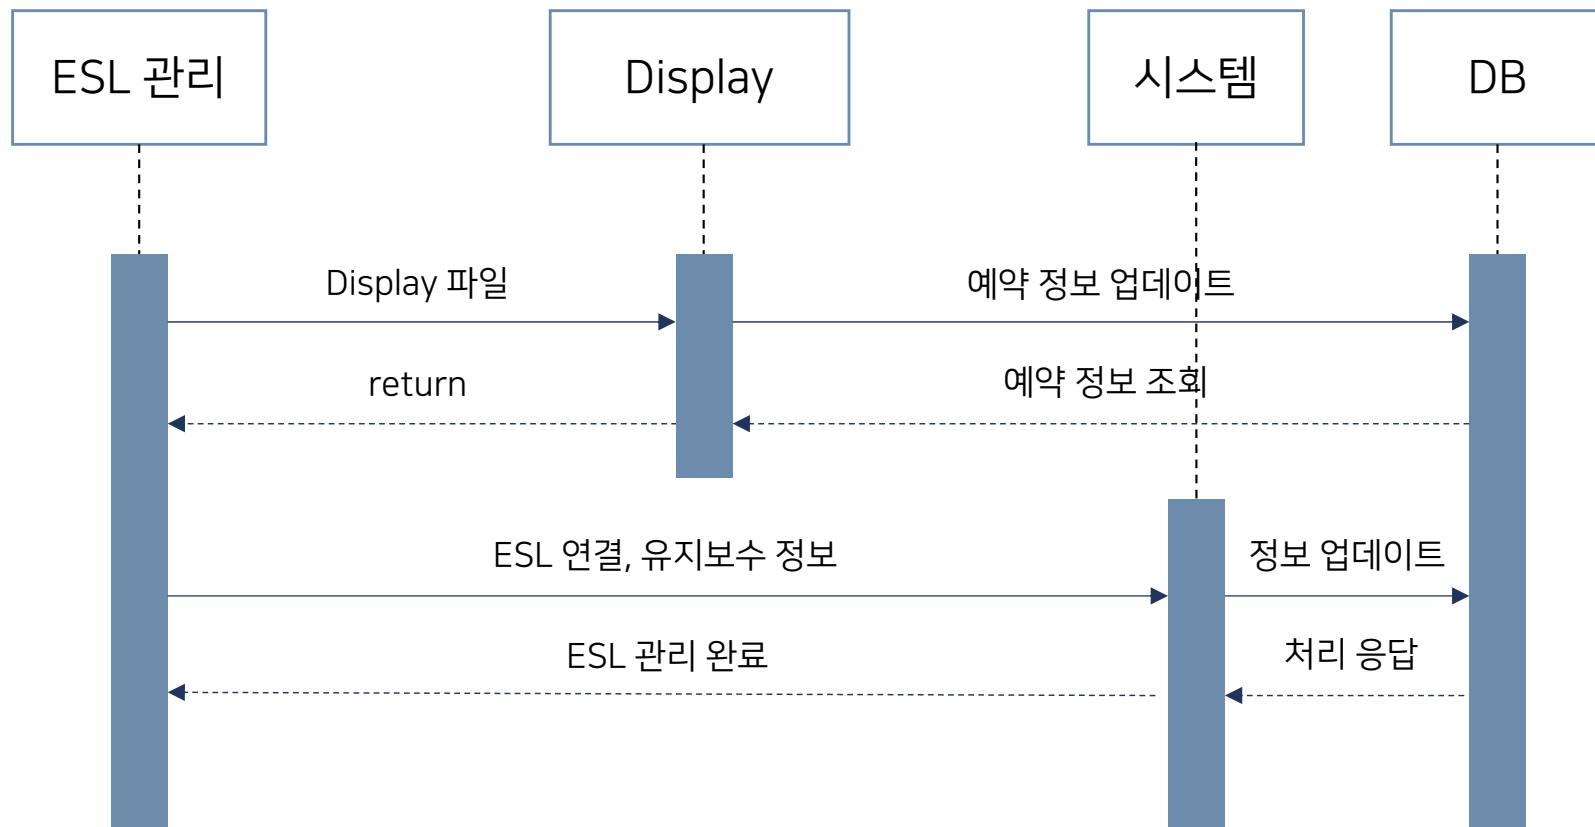 ESL 관리
Display
시스템
DB
Display 파일
예약 정보 업데이트
return
예약 정보 조회
ESL 연결, 유지보수 정보
정보 업데이트
ESL 관리 완료
처리 응답